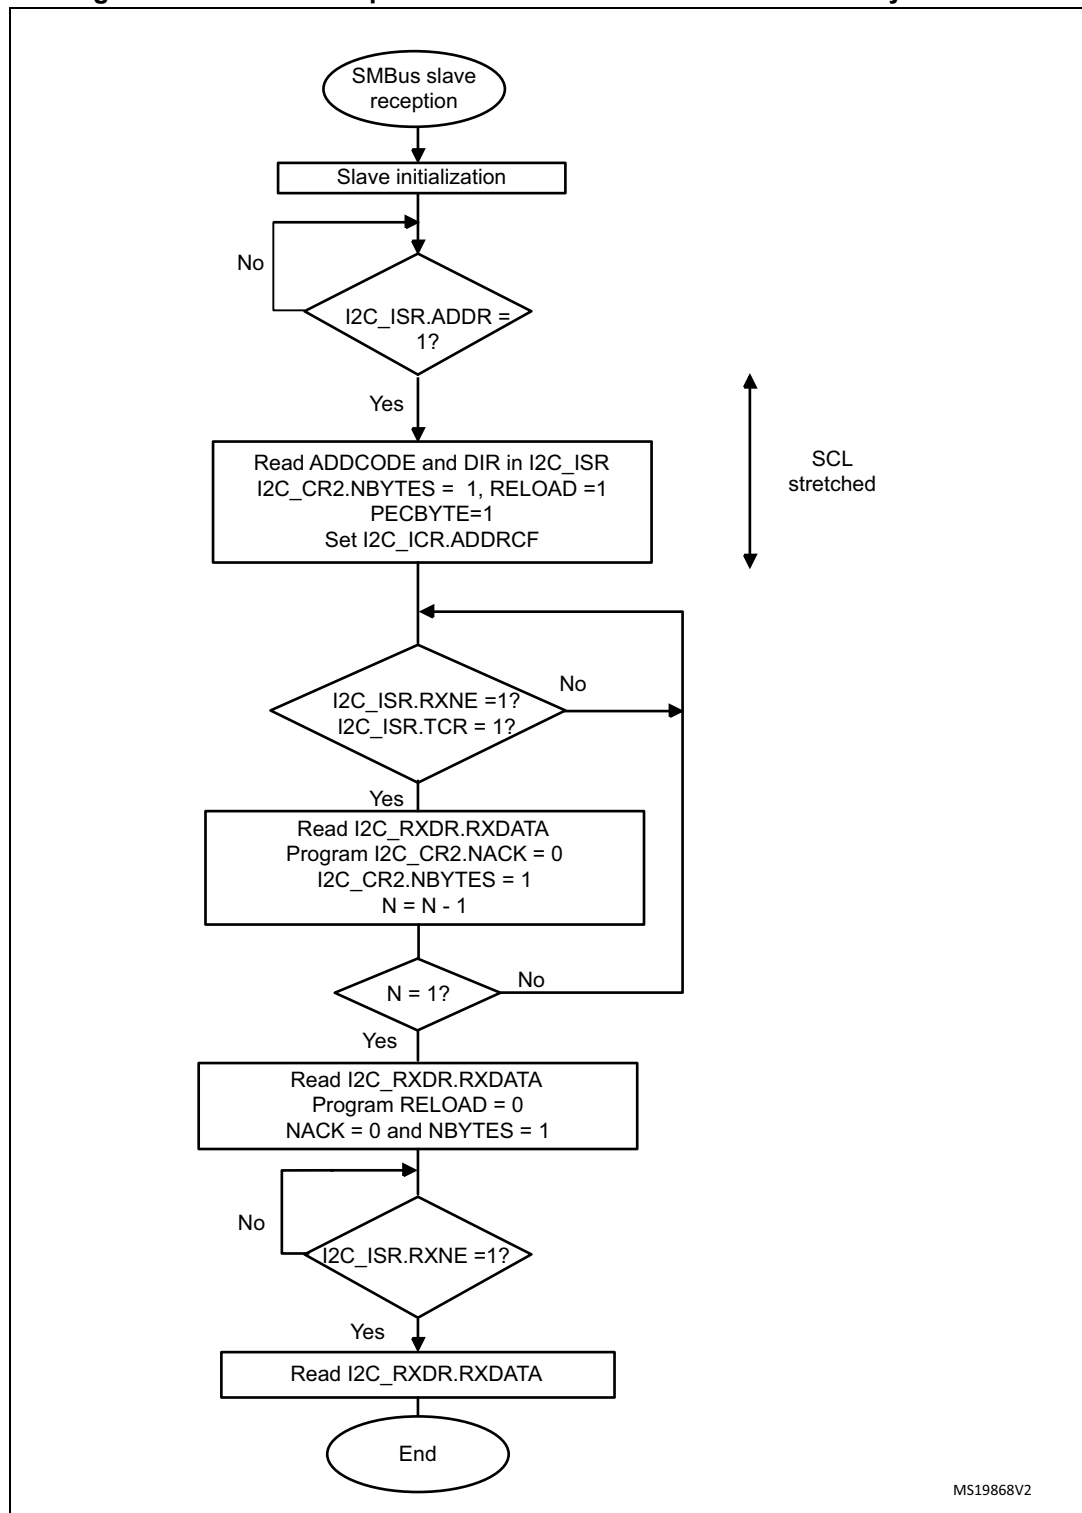 SMBus slave
reception
Slave initialization
No
I2C_ISR.ADDR =
1?
Yes
Read ADDCODE and DIR in I2C_ISR
I2C_CR2.NBYTES = 1, RELOAD =1
PECBYTE=1
Set I2C_ICR.ADDRCF
SCL
stretched
I2C_ISR.RXNE =1?
I2C_ISR.TCR = 1?
No
Yes
Read I2C_RXDR.RXDATA
Program I2C_CR2.NACK = 0
I2C_CR2.NBYTES = 1
N = N - 1
N = 1?
No
Yes
Read I2C_RXDR.RXDATA
Program RELOAD = 0
NACK = 0 and NBYTES = 1
No
I2C_ISR.RXNE =1?
Yes
Read I2C_RXDR.RXDATA
End
MS19868V2